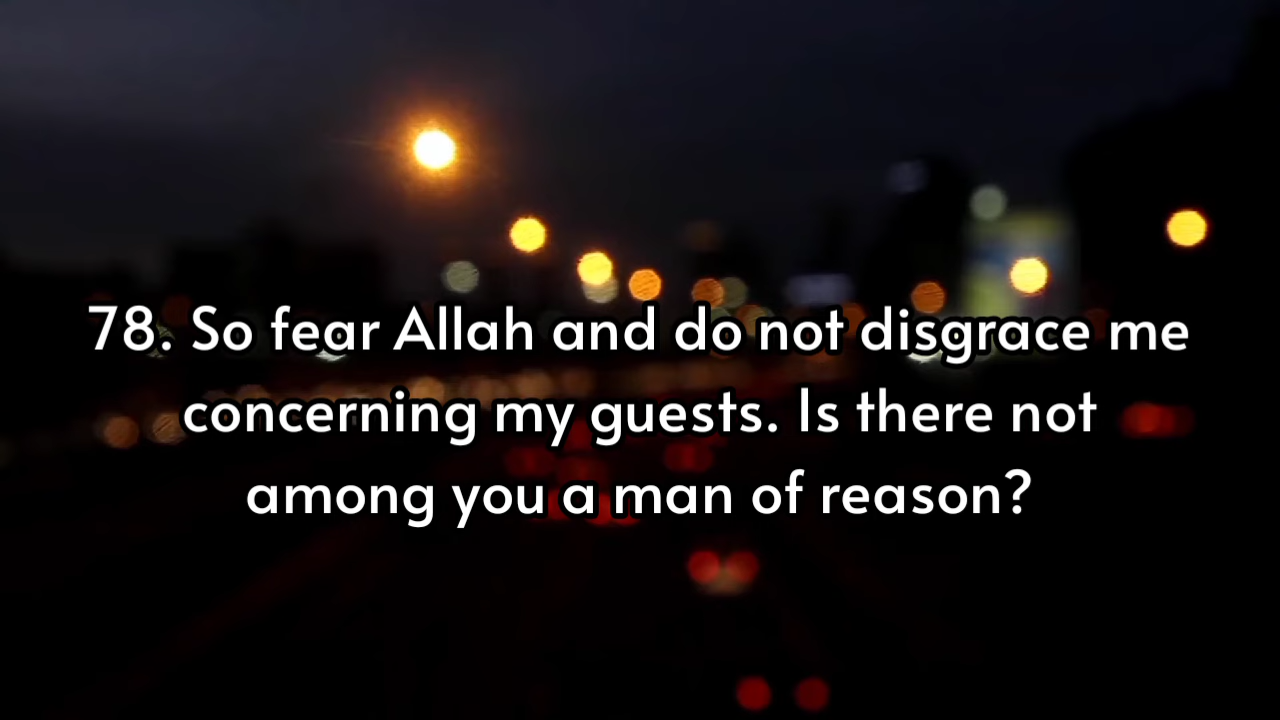 78. So fear Allah and do not disgrace me
concerning my guests. Is there not
among you a man of reason?